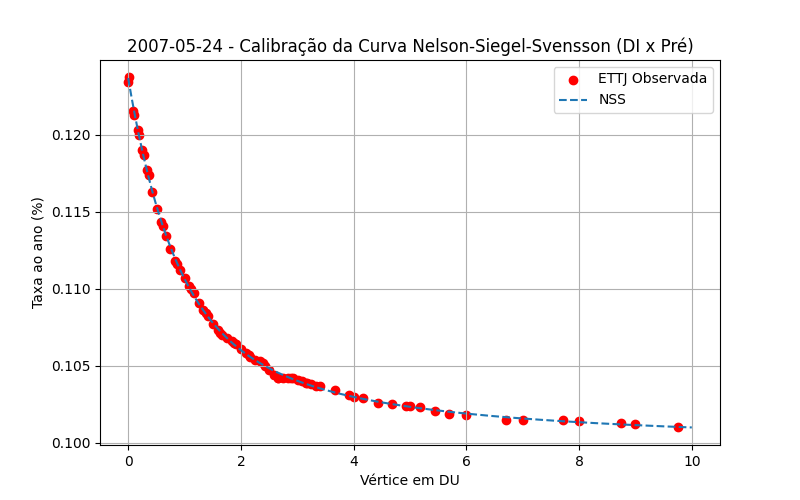 2007-05-24 - Calibração da Curva Nelson-Siegel-Svensson (DI x Pré)
ETTJ Observada
NSS
Taxa ao ano (%)
0.120
0.115
0.110
0.105
0.100
0
2
4
6
8
10
Vértice em DU